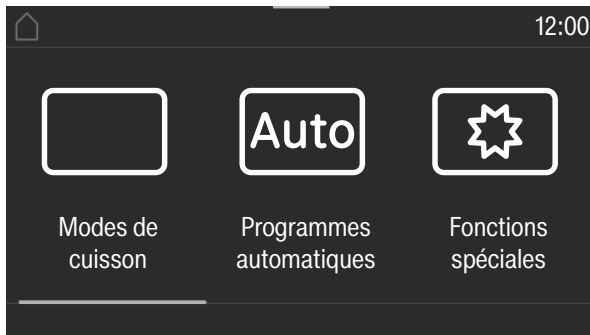 12:00
Auto
Modes de
cuisson
Programmes
automatiques
Fonctions
spéciales